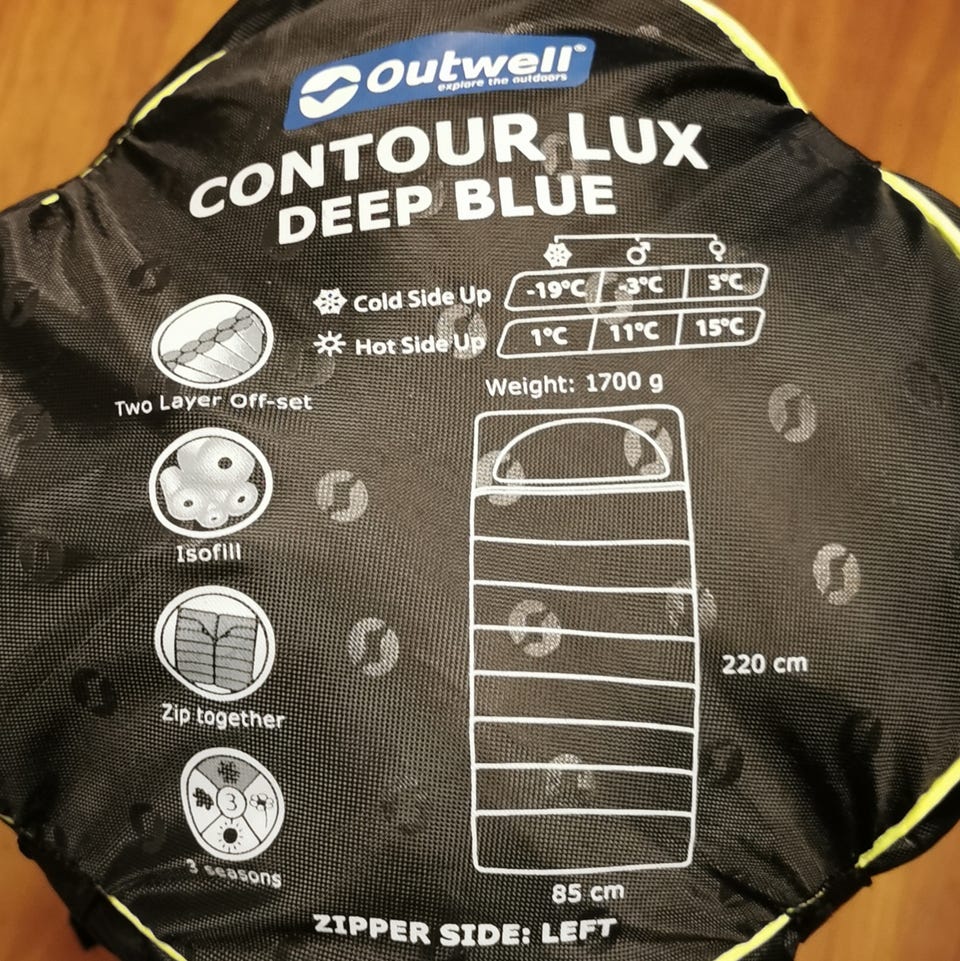 Outwell®
explore the outdoors
CONTOUR LUX
DEEP BLUE
♂ ♀
Cold Side Up -19°C -3°C 3°C
Hot Side Up 1°C 11°C 15°C
Two Layer Off-set
Weight: 1700 g
Isofill
220 cm
Zip together
3
3 seasons
85 cm
ZIPPER SIDE: LEFT